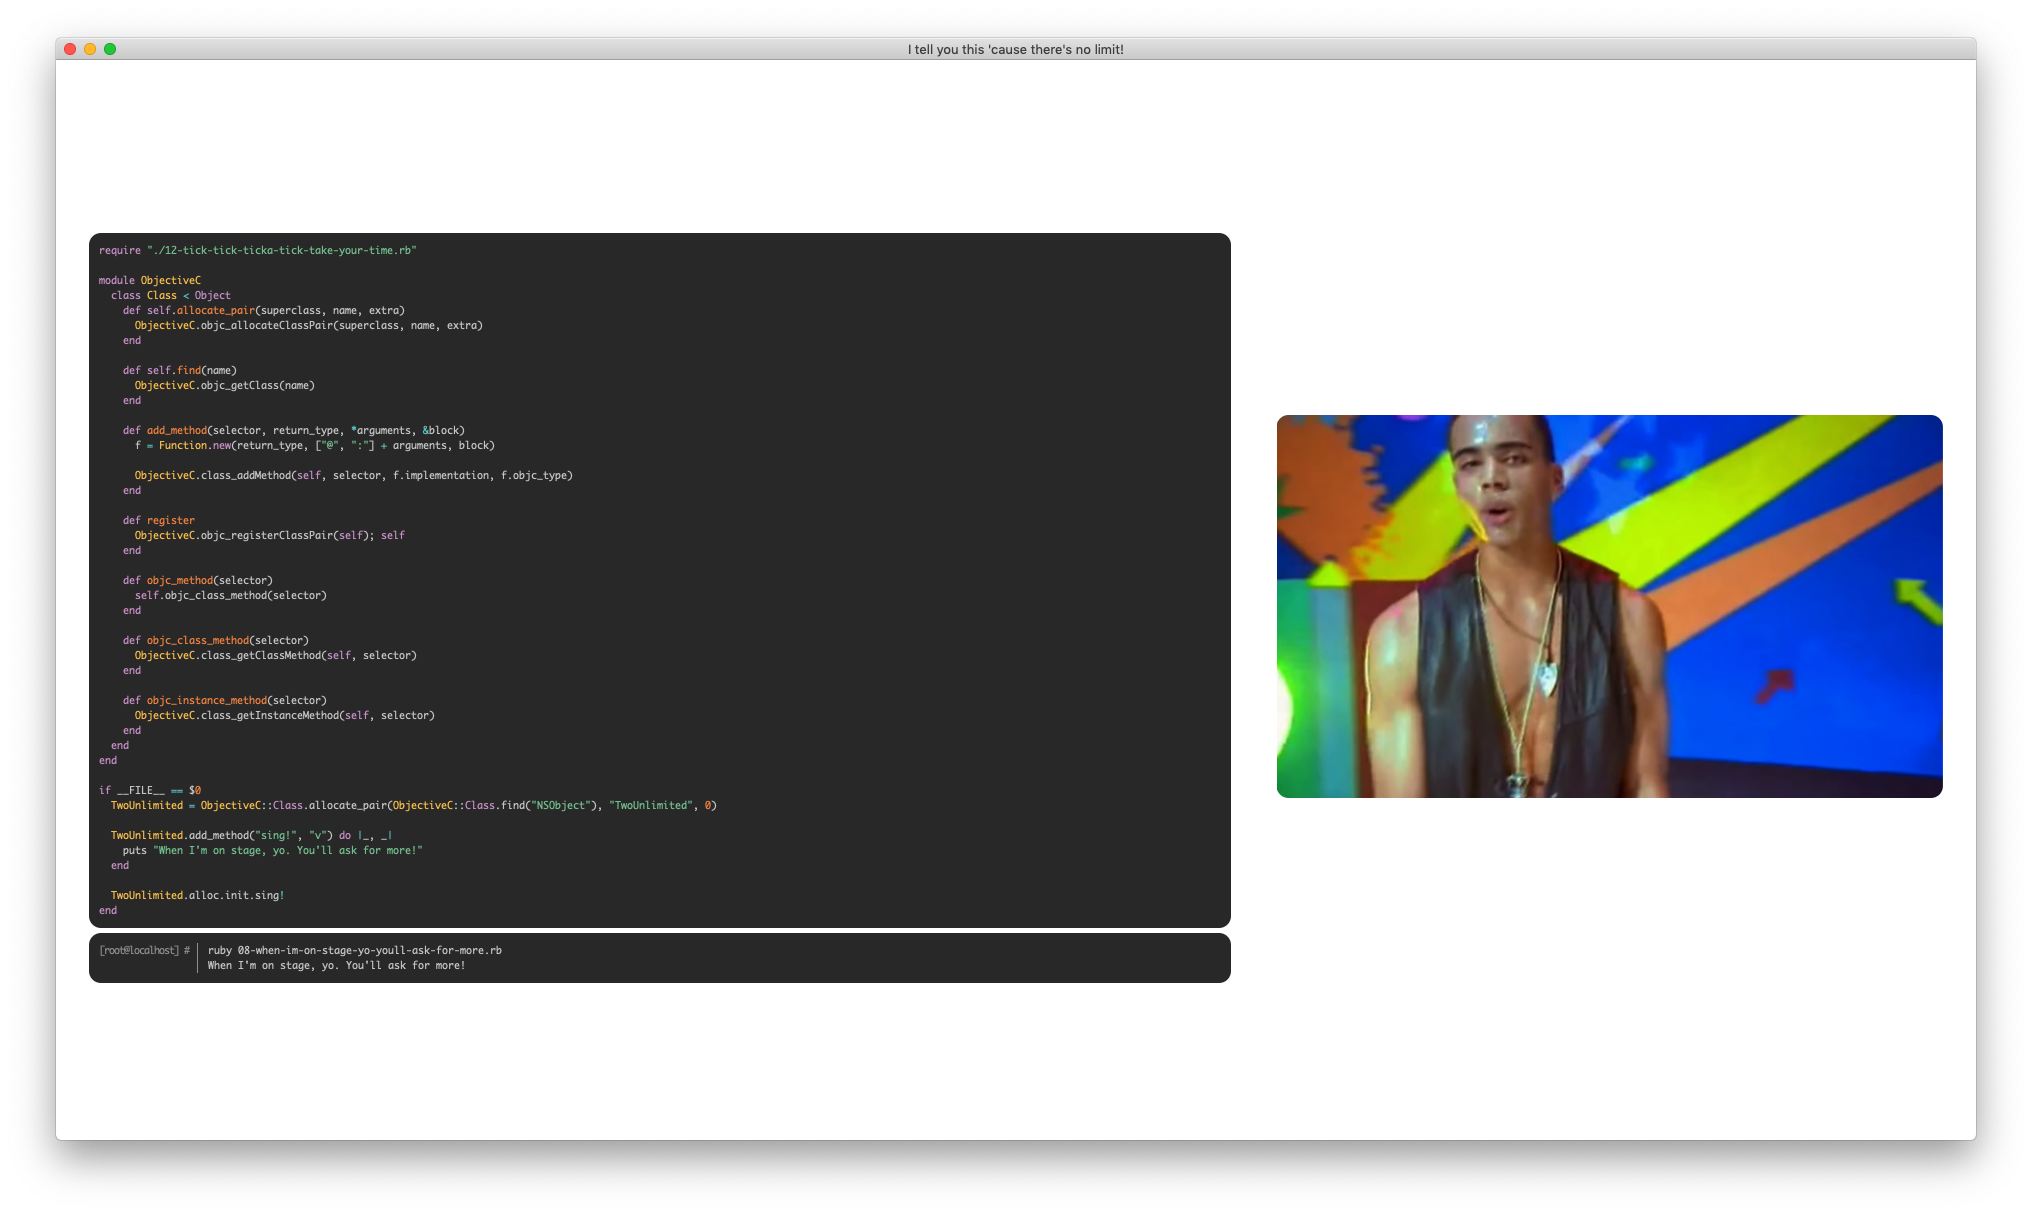 I tell you this 'cause there's no limit!
require "./12-tick-tick-ticka-tick-take-your-time.rb"
module ObjectiveC
class Class < Object
def self.allocate_pair(superclass, name, extra)
ObjectiveC.objc_allocateClassPair(superclass, name, extra)
end
def self.find(name)
ObjectiveC.objc_getClass(name)
end
def add_method(selector, return_type, *arguments, &block)
f = Function.new(return_type, ["@", ":"] + arguments, block)
ObjectiveC.class_addMethod(self, selector, f.implementation, f.objc_type)
end
def register
ObjectiveC.objc_registerClassPair(self); self
end
def objc_method(selector)
self.objc_class_method(selector)
end
def objc_class_method(selector)
ObjectiveC.class_getClassMethod(self, selector)
end
def objc_instance_method(selector)
ObjectiveC.class_getInstanceMethod(self, selector)
end
end
end
if __FILE__ == $0
TwoUnlimited = ObjectiveC::Class.allocate_pair(ObjectiveC::Class.find("NSObject"), "TwoUnlimited", 0)
TwoUnlimited.add_method("sing!", "v") do |_, _|
puts "When I'm on stage, yo. You'll ask for more!"
end
TwoUnlimited.alloc.init.sing!
end
[root@localhost] # ruby 08-when-im-on-stage-yo-youll-ask-for-more.rb
When I'm on stage, yo. You'll ask for more!